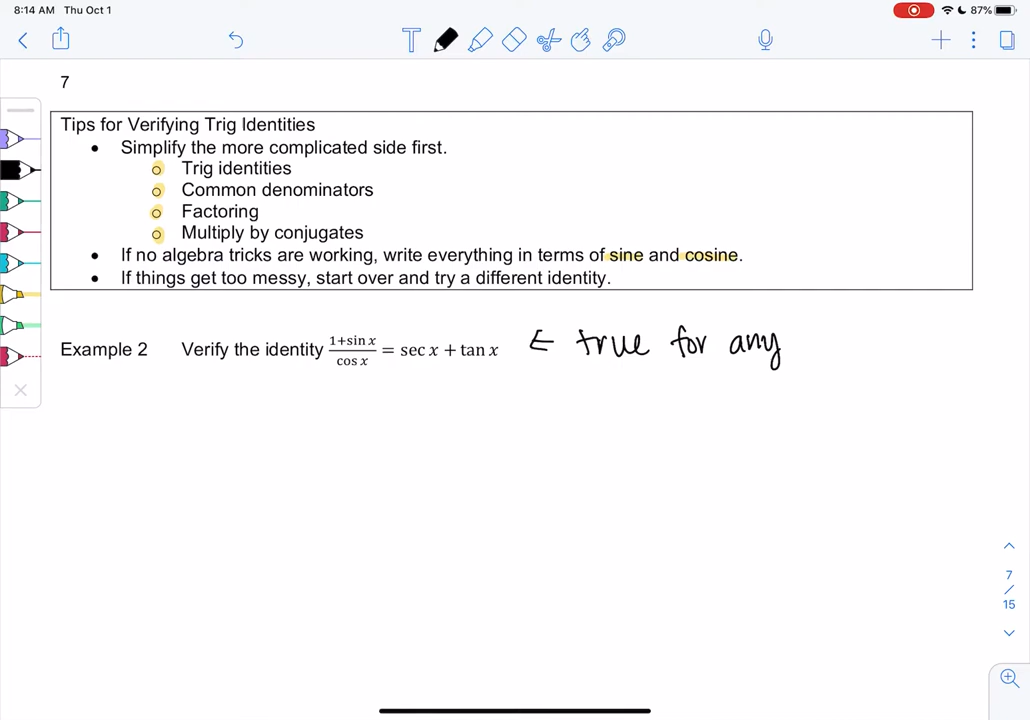 8:14 AM Thu Oct 1
87%
7
Tips for Verifying Trig Identities
• Simplify the more complicated side first.
o Trig identities
o Common denominators
o Factoring
o Multiply by conjugates
• If no algebra tricks are working, write everything in terms of sine and cosine.
• If things get too messy, start over and try a different identity.
Example 2 Verify the identity (1+sin x)/(cos x) = sec x + tan x ← true for any
7
/
15